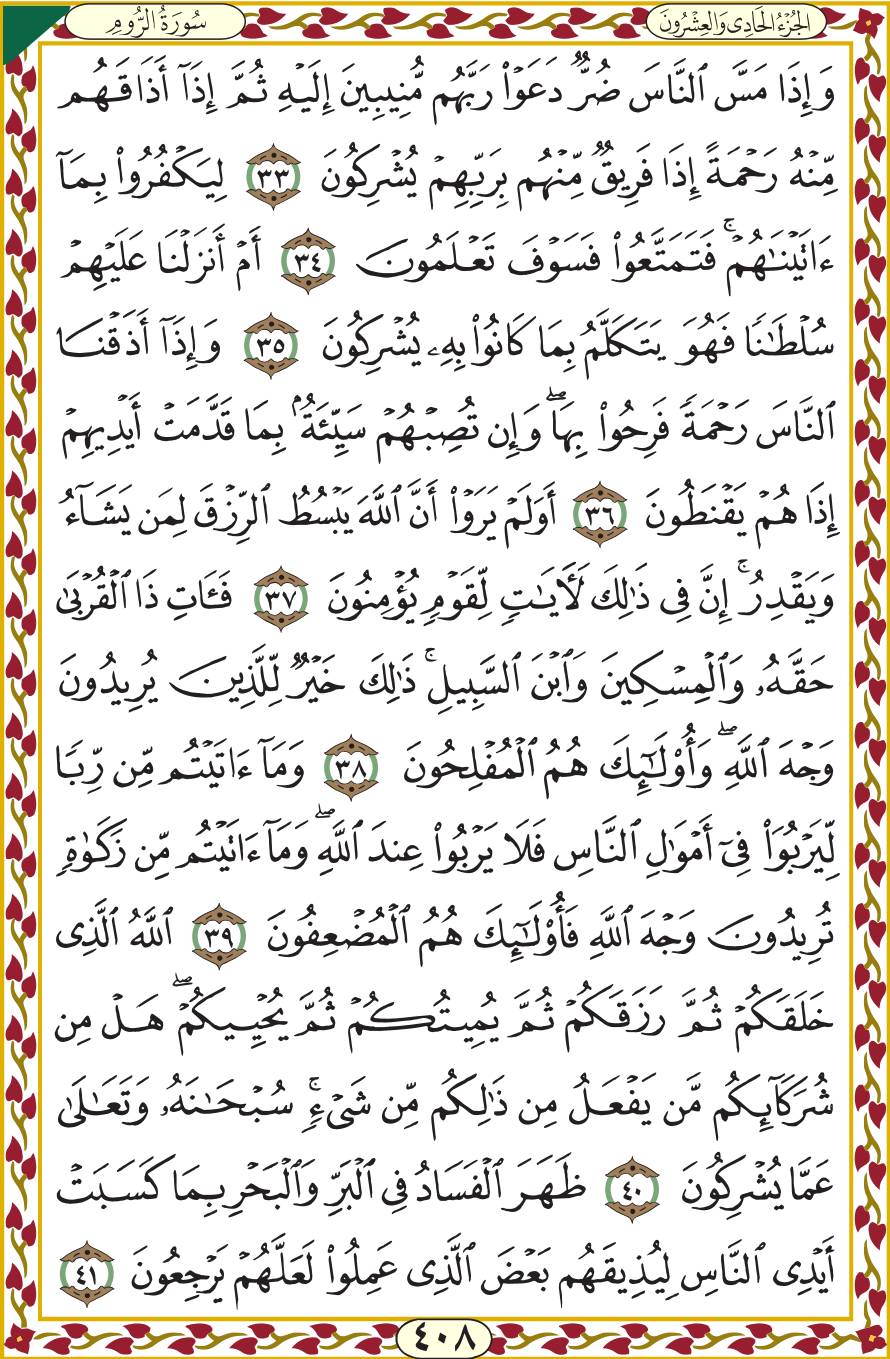 الجُزْءُ الحَادِى وَالعِشْرُونَ
سُورَةُ الرُّومِ
وَإِذَا مَسَّ ٱلنَّاسَ ضُرٌّ دَعَوْا۟ رَبَّهُم مُّنِيبِينَ إِلَيْهِ ثُمَّ إِذَآ أَذَاقَهُم
مِّنْهُ رَحْمَةً إِذَا فَرِيقٌ مِّنْهُم بِرَبِّهِمْ يُشْرِكُونَ ٣٣ لِيَكْفُرُوا۟ بِمَآ
ءَاتَيْنَـٰهُمْ ۚ فَتَمَتَّعُوا۟ فَسَوْفَ تَعْلَمُونَ ٣٤ أَمْ أَنزَلْنَا عَلَيْهِمْ
سُلْطَـٰنًا فَهُوَ يَتَكَلَّمُ بِمَا كَانُوا۟ بِهِۦ يُشْرِكُونَ ٣٥ وَإِذَآ أَذَقْنَا
ٱلنَّاسَ رَحْمَةً فَرِحُوا۟ بِهَا ۖ وَإِن تُصِبْهُمْ سَيِّئَةٌۢ بِمَا قَدَّمَتْ أَيْدِيهِمْ
إِذَا هُمْ يَقْنَطُونَ ٣٦ أَوَلَمْ يَرَوْا۟ أَنَّ ٱللَّهَ يَبْسُطُ ٱلرِّزْقَ لِمَن يَشَآءُ
وَيَقْدِرُ ۚ إِنَّ فِى ذَٰلِكَ لَـَٔايَـٰتٍ لِّقَوْمٍ يُؤْمِنُونَ ٣٧ فَـَٔاتِ ذَا ٱلْقُرْبَىٰ
حَقَّهُۥ وَٱلْمِسْكِينَ وَٱبْنَ ٱلسَّبِيلِ ۚ ذَٰلِكَ خَيْرٌ لِّلَّذِينَ يُرِيدُونَ
وَجْهَ ٱللَّهِ ۖ وَأُو۟لَـٰٓئِكَ هُمُ ٱلْمُفْلِحُونَ ٣٨ وَمَآ ءَاتَيْتُم مِّن رِّبًا
لِّيَرْبُوَا۟ فِىٓ أَمْوَٰلِ ٱلنَّاسِ فَلَا يَرْبُوا۟ عِندَ ٱللَّهِ ۖ وَمَآ ءَاتَيْتُم مِّن زَكَوٰةٍ
تُرِيدُونَ وَجْهَ ٱللَّهِ فَأُو۟لَـٰٓئِكَ هُمُ ٱلْمُضْعِفُونَ ٣٩ ٱللَّهُ ٱلَّذِى
خَلَقَكُمْ ثُمَّ رَزَقَكُمْ ثُمَّ يُمِيتُكُمْ ثُمَّ يُحْيِيكُمْ ۖ هَلْ مِن
شُرَكَآئِكُم مَّن يَفْعَلُ مِن ذَٰلِكُم مِّن شَىْءٍ ۚ سُبْحَـٰنَهُۥ وَتَعَـٰلَىٰ
عَمَّا يُشْرِكُونَ ٤٠ ظَهَرَ ٱلْفَسَادُ فِى ٱلْبَرِّ وَٱلْبَحْرِ بِمَا كَسَبَتْ
أَيْدِى ٱلنَّاسِ لِيُذِيقَهُم بَعْضَ ٱلَّذِى عَمِلُوا۟ لَعَلَّهُمْ يَرْجِعُونَ ٤١
٤٠٨